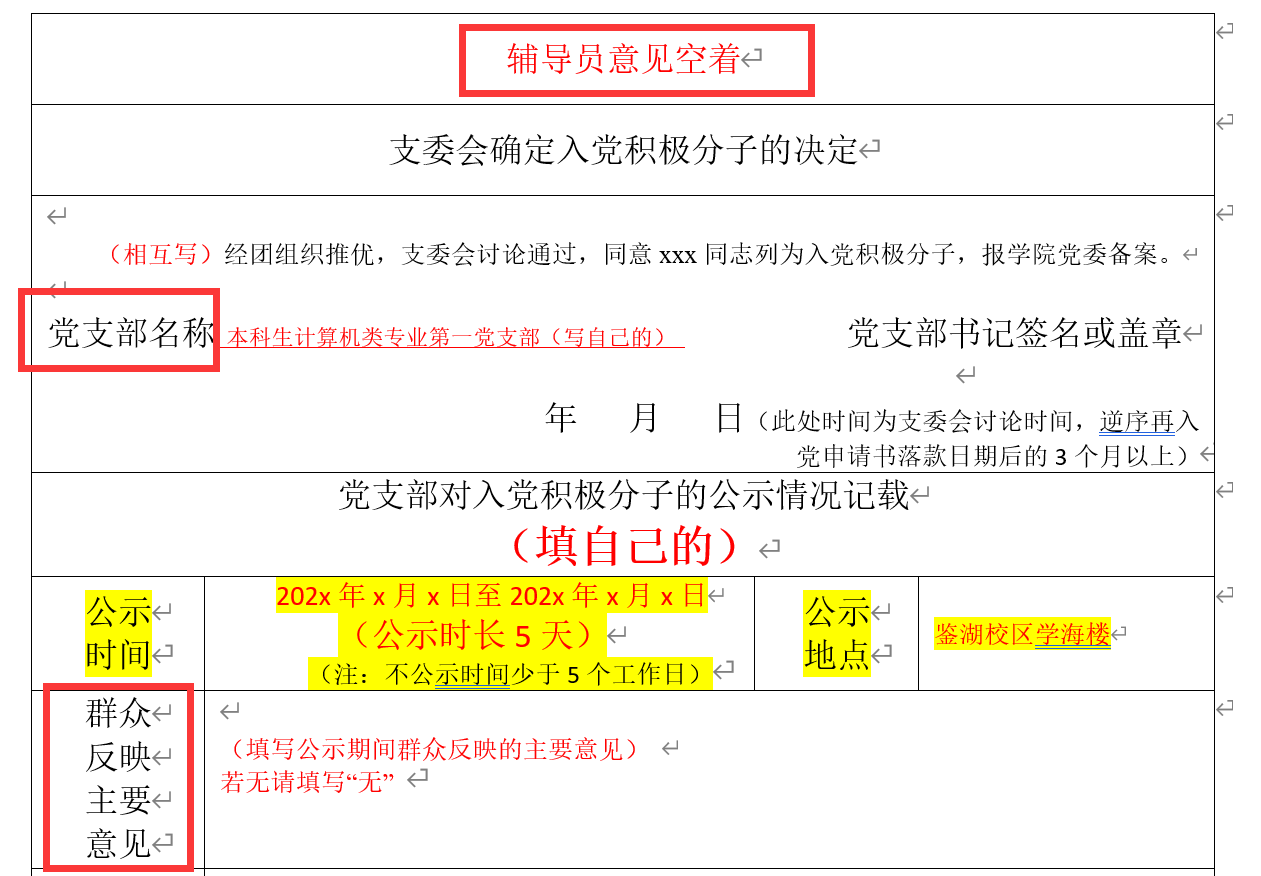 辅导员意见空着
支委会确定入党积极分子的决定
（相互写）经团组织推优，支委会讨论通过，同意 xxx 同志列为入党积极分子，报学院党委备案。
党支部名称 本科生计算机类专业第一党支部（写自己的） 党支部书记签名或盖章
年 月 日（此处时间为支委会讨论时间，逆序再入
党申请书落款日期后的 3 个月以上）
党支部对入党积极分子的公示情况记载
（填自己的）
公示
时间
202x 年 x 月 x 日至 202x 年 x 月 x 日
（公示时长 5 天）
（注：不公示时间少于 5 个工作日）
公示
地点
鉴湖校区学海楼
群众
反映
主要
意见
（填写公示期间群众反映的主要意见）
若无请填写“无”